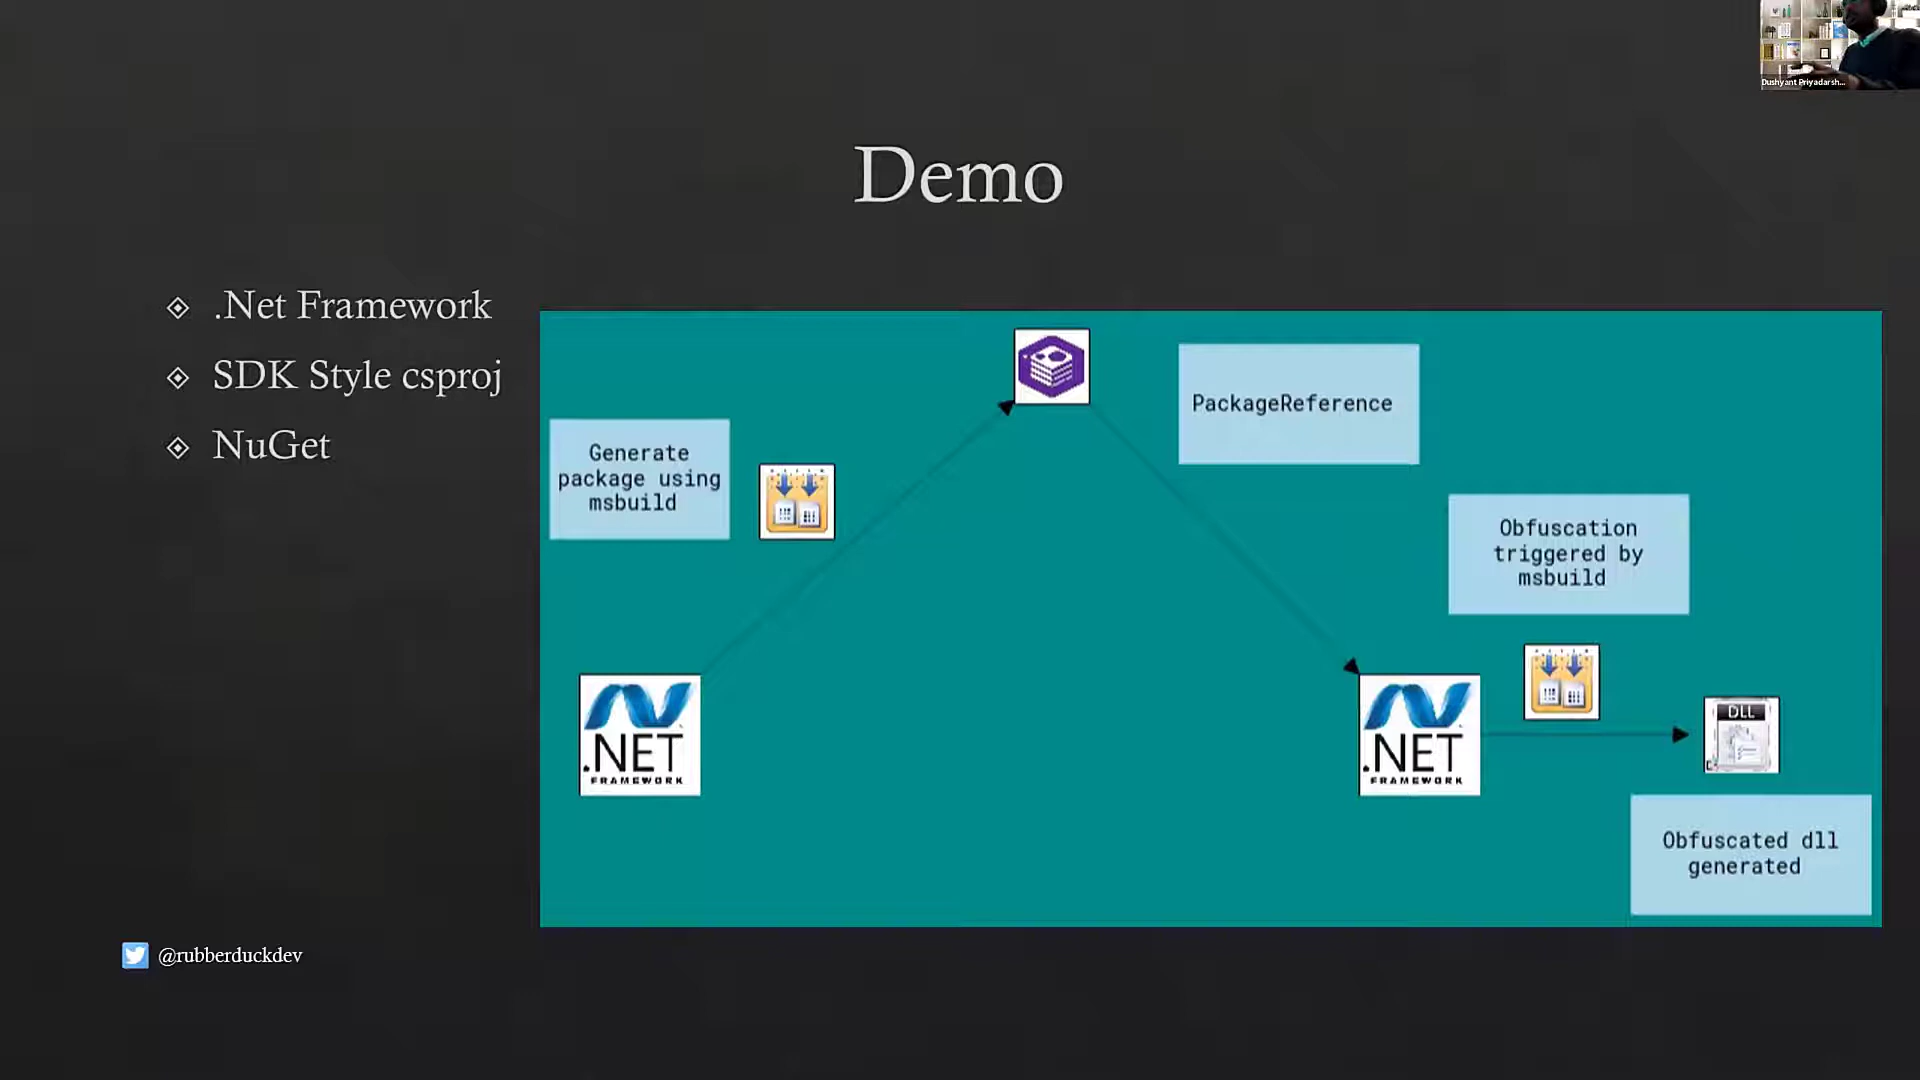 Dushyant Priyadarsh...
Demo
.Net Framework
SDK Style csproj
NuGet
Generate
package using
msbuild
PackageReference
Obfuscation
triggered by
msbuild
.NET
FRAMEWORK
.NET
FRAMEWORK
DLL
Obfuscated dll
generated
@rubberduckdev